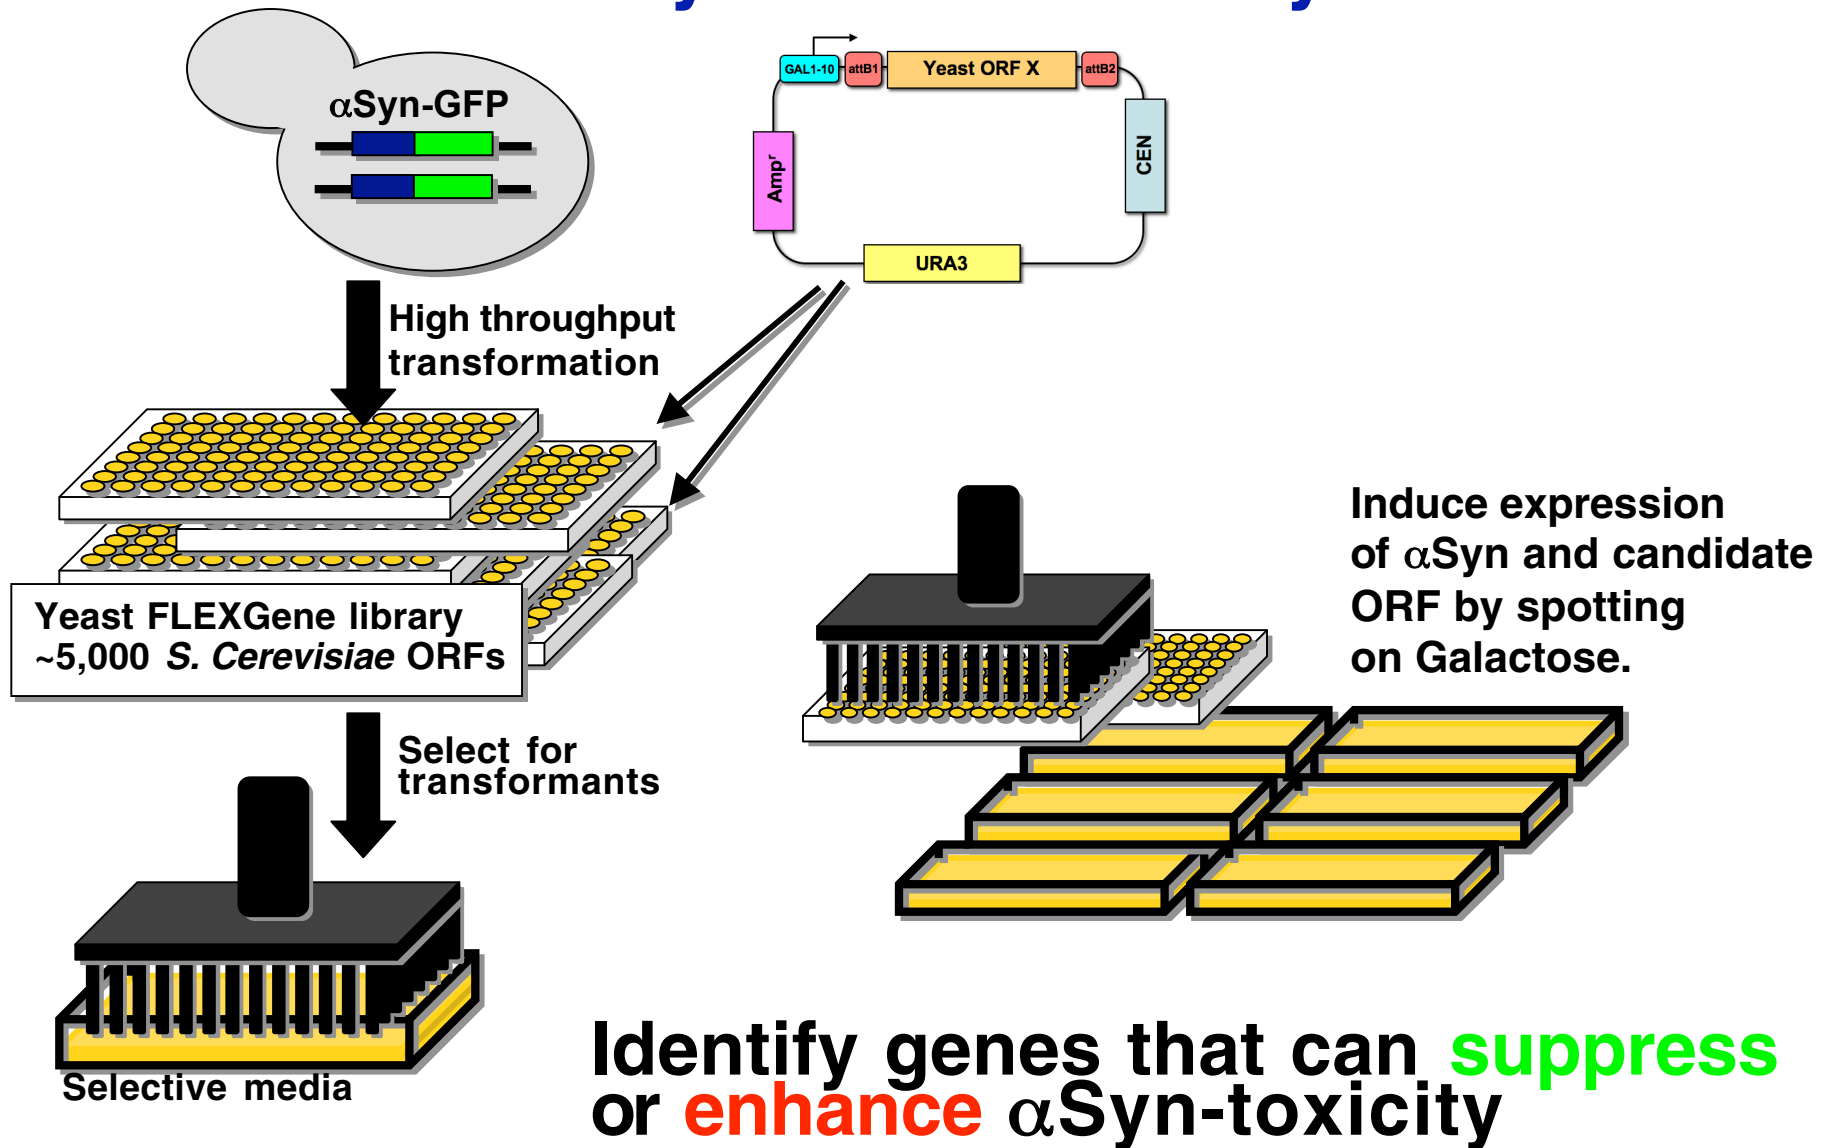 αSyn-GFP
GAL1-10
attB1
Yeast ORF X
attB2
Ampʳ
CEN
URA3
High throughput
transformation
Yeast FLEXGene library
~5,000 S. Cerevisiae ORFs
Select for
transformants
Selective media
Induce expression
of αSyn and candidate
ORF by spotting
on Galactose.
Identify genes that can suppress
or enhance αSyn-toxicity